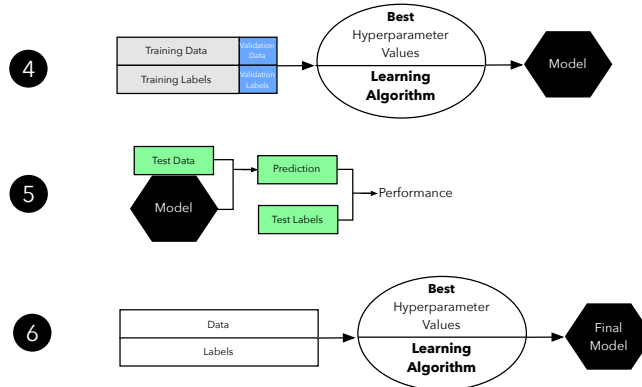 4
Training Data
Training Labels
Validation
Data
Validation
Labels
Best
Hyperparameter
Values
Learning
Algorithm
Model
5
Test Data
Model
Prediction
Test Labels
Performance
6
Data
Labels
Best
Hyperparameter
Values
Learning
Algorithm
Final
Model